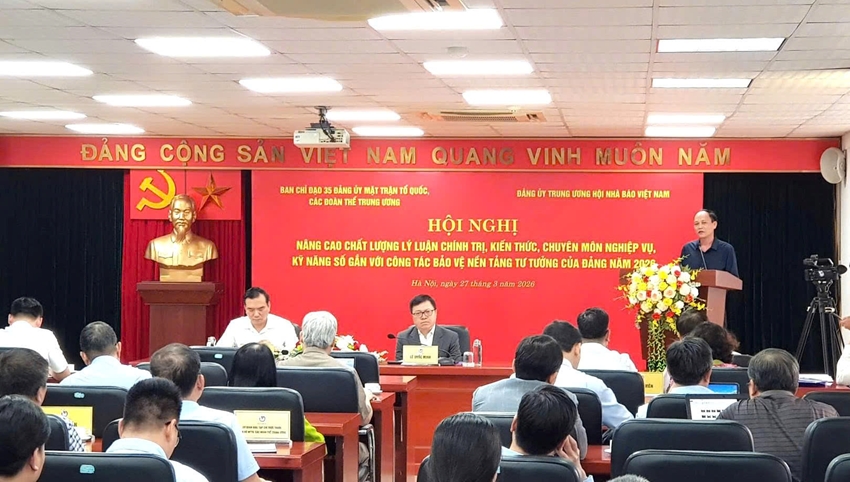 ĐẢNG CỘNG SẢN VIỆT NAM QUANG VINH MUÔN NĂM
BAN CHỈ ĐẠO 35 ĐẢNG ỦY MẶT TRẬN TỔ QUỐC,
CÁC ĐOÀN THỂ TRUNG ƯƠNG
ĐẢNG ỦY TRUNG ƯƠNG HỘI NHÀ BÁO VIỆT NAM
HỘI NGHỊ
NÂNG CAO CHẤT LƯỢNG LÝ LUẬN CHÍNH TRỊ, KIẾN THỨC, CHUYÊN MÔN NGHIỆP VỤ,
KỸ NĂNG SỐ GẮN VỚI CÔNG TÁC BẢO VỆ NỀN TẢNG TƯ TƯỞNG CỦA ĐẢNG NĂM 2026
Hà Nội, ngày 27 tháng 3 năm 2026
LÊ QUỐC MINH